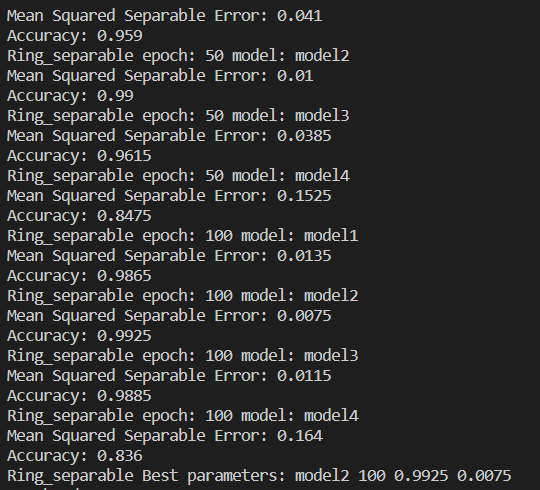 Mean Squared Separable Error: 0.041
Accuracy: 0.959
Ring_separable epoch: 50 model: model2
Mean Squared Separable Error: 0.01
Accuracy: 0.99
Ring_separable epoch: 50 model: model3
Mean Squared Separable Error: 0.0385
Accuracy: 0.9615
Ring_separable epoch: 50 model: model4
Mean Squared Separable Error: 0.1525
Accuracy: 0.8475
Ring_separable epoch: 100 model: model1
Mean Squared Separable Error: 0.0135
Accuracy: 0.9865
Ring_separable epoch: 100 model: model2
Mean Squared Separable Error: 0.0075
Accuracy: 0.9925
Ring_separable epoch: 100 model: model3
Mean Squared Separable Error: 0.0115
Accuracy: 0.9885
Ring_separable epoch: 100 model: model4
Mean Squared Separable Error: 0.164
Accuracy: 0.836
Ring_separable Best parameters: model2 100 0.9925 0.0075